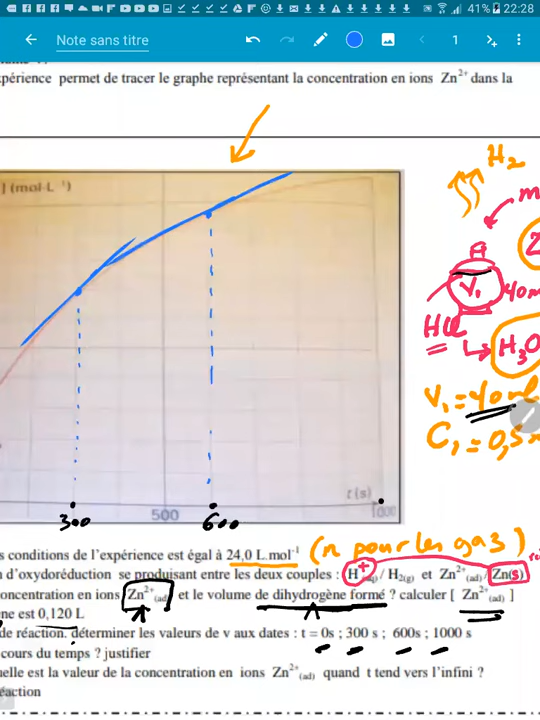 41% 22:28
Note sans titre
1
périence permet de tracer le graphe représentant la concentration en ions Zn²⁺ dans la
] (mol·L⁻¹)
H₂
m
V₁
40m
HCl
H₃O
V₁ = 40ml
C₁ = 0,5
t (s)
300
500
600
1000
s conditions de l'expérience est égal à 24,0 L.mol⁻¹
(n pour les gas)
n d'oxydoréduction se produisant entre les deux couples : H⁺ / H₂(g) et Zn²⁺(ad) / Zn(s)
oncentration en ions Zn²⁺(ad) et le volume de dihydrogène formé ? calculer [ Zn²⁺(ad) ]
ne est 0,120 L
de réaction. déterminer les valeurs de v aux dates : t = 0s ; 300 s ; 600s ; 1000 s
cours du temps ? justifier
uelle est la valeur de la concentration en ions Zn²⁺(ad) quand t tend vers l'infini ?
éaction